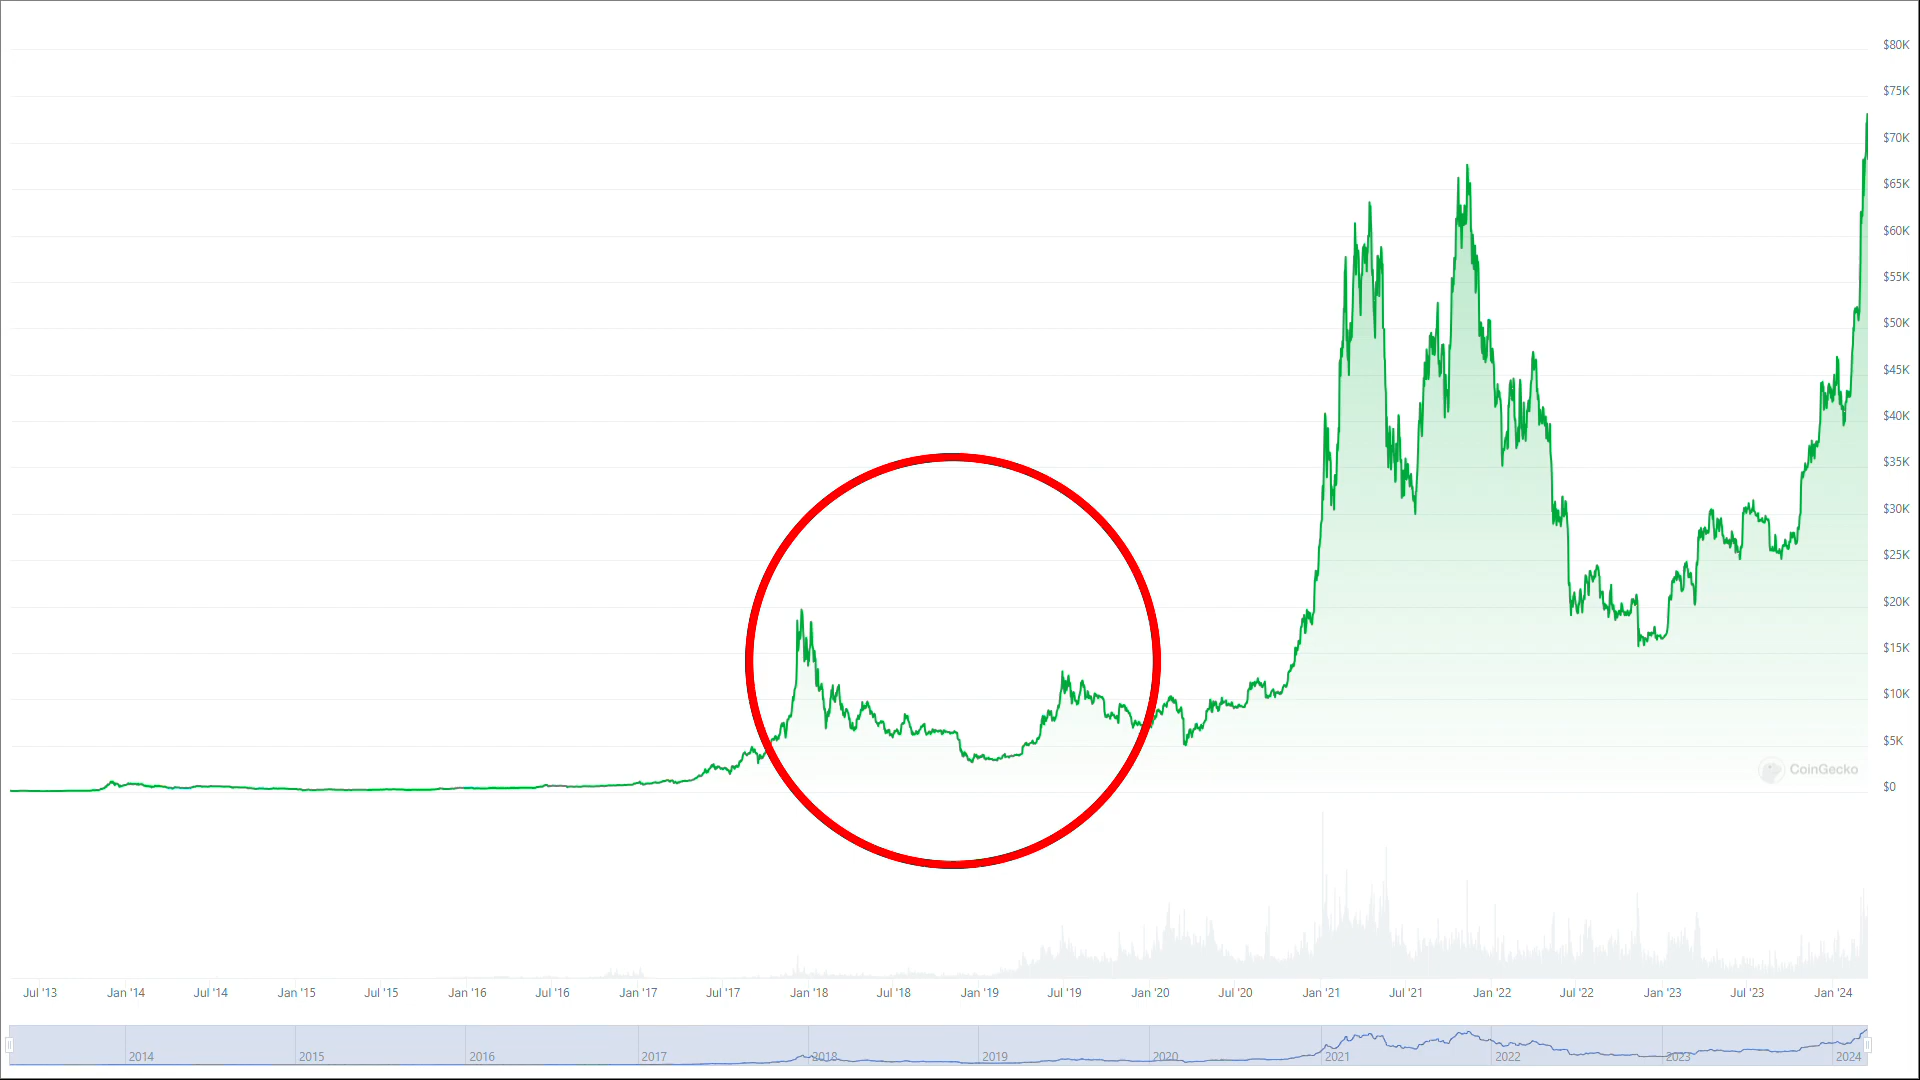 $80K
$75K
$70K
$65K
$60K
$55K
$50K
$45K
$40K
$35K
$30K
$25K
$20K
$15K
$10K
$5K
CoinGecko
$0
Jul '13 Jan '14 Jul '14 Jan '15 Jul '15 Jan '16 Jul '16 Jan '17 Jul '17 Jan '18 Jul '18 Jan '19 Jul '19 Jan '20 Jul '20 Jan '21 Jul '21 Jan '22 Jul '22 Jan '23 Jul '23 Jan '24
2014 2015 2016 2017 2018 2019 2020 2021 2022 2023 2024